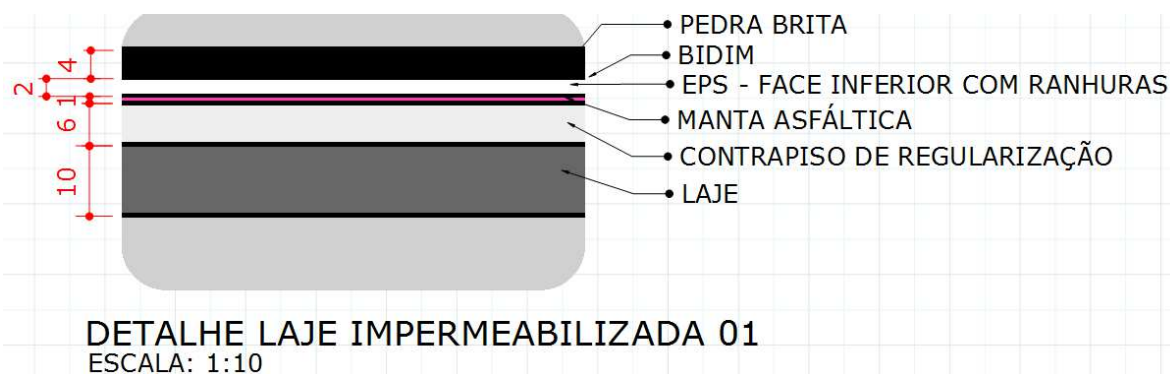 PEDRA BRITA
BIDIM
EPS - FACE INFERIOR COM RANHURAS
MANTA ASFÁLTICA
CONTRAPISO DE REGULARIZAÇÃO
LAJE
4
2
1
6
10
DETALHE LAJE IMPERMEABILIZADA 01
ESCALA: 1:10